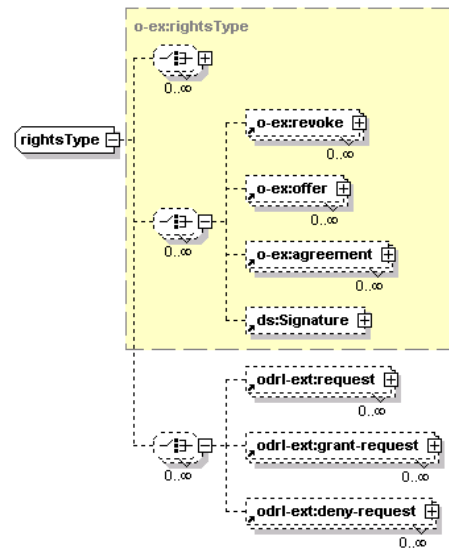 o-ex:rightsType
0..∞
o-ex:revoke
0..∞
rightsType
o-ex:offer
0..∞
0..∞
o-ex:agreement
0..∞
ds:Signature
odrl-ext:request
0..∞
odrl-ext:grant-request
0..∞
0..∞
odrl-ext:deny-request
0..∞